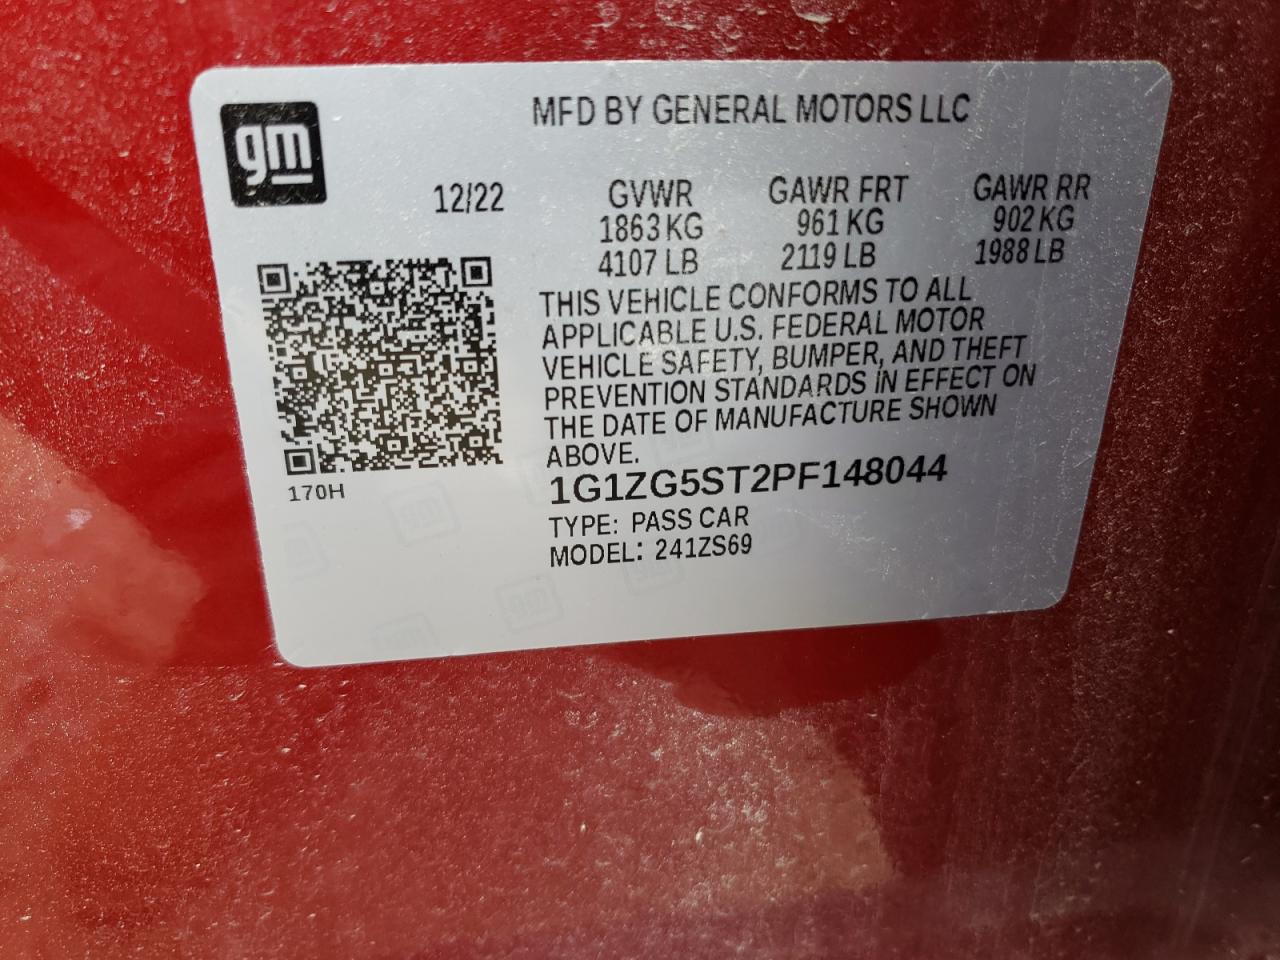 gm
MFD BY GENERAL MOTORS LLC
12/22 GVWR GAWR FRT GAWR RR
1863 KG 961 KG 902 KG
4107 LB 2119 LB 1988 LB
THIS VEHICLE CONFORMS TO ALL
APPLICABLE U.S. FEDERAL MOTOR
VEHICLE SAFETY, BUMPER, AND THEFT
PREVENTION STANDARDS IN EFFECT ON
THE DATE OF MANUFACTURE SHOWN
ABOVE.
170H
1G1ZG5ST2PF148044
TYPE: PASS CAR
MODEL: 241ZS69
gm
gm